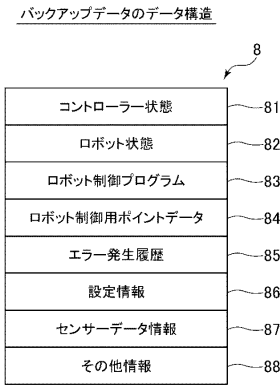 バックアップデータのデータ構造
8
コントローラー状態 81
ロボット状態 82
ロボット制御プログラム 83
ロボット制御用ポイントデータ 84
エラー発生履歴 85
設定情報 86
センサーデータ情報 87
その他情報 88